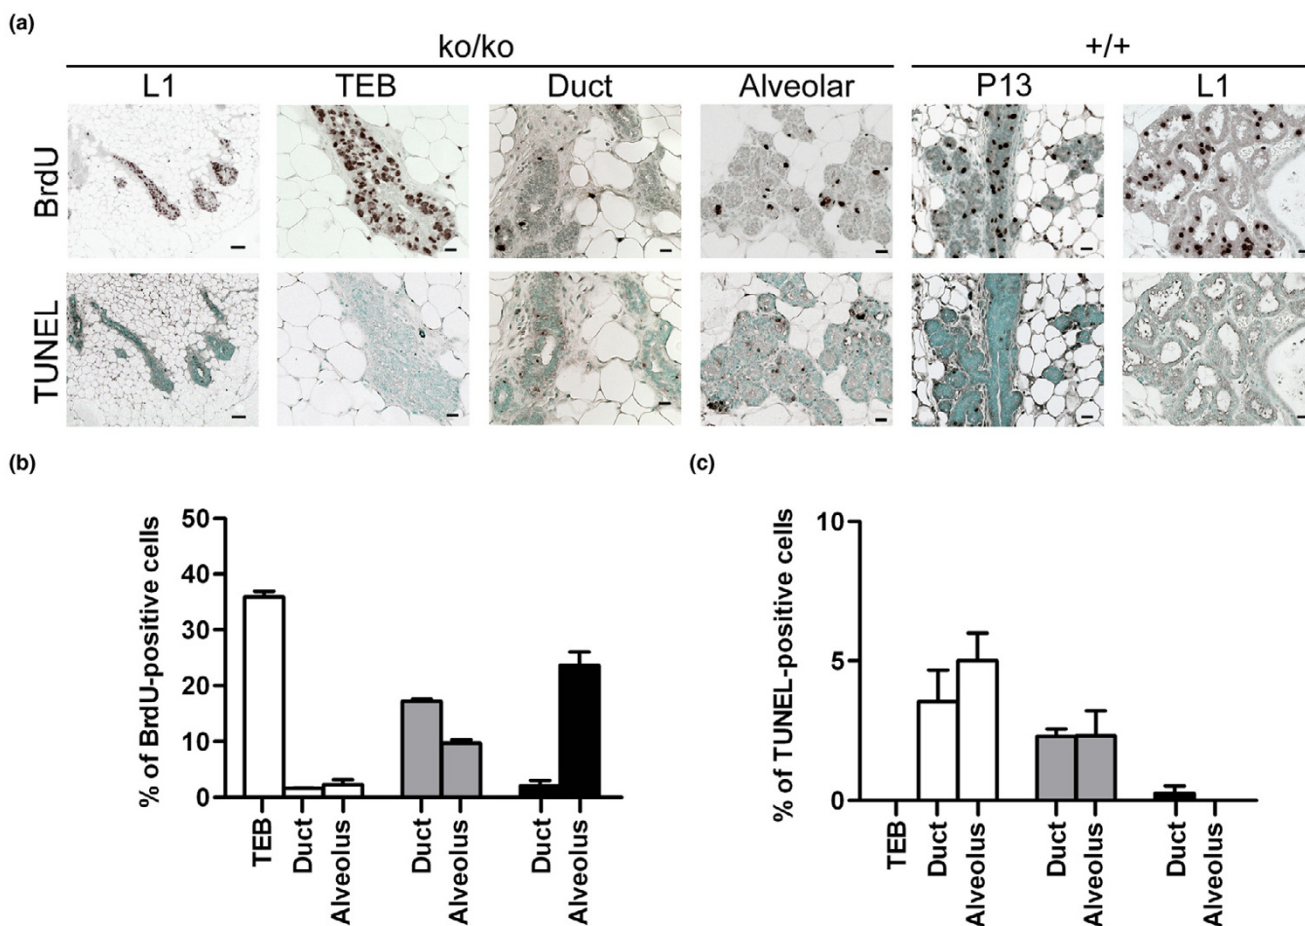 (a)
ko/ko +/+
L1 TEB Duct Alveolar P13 L1
BrdU
TUNEL
(b)
% of BrdU-positive cells
50
40
30
20
10
0
TEB
Duct
Alveolus
Duct
Alveolus
Duct
Alveolus
(c)
% of TUNEL-positive cells
10
5
0
TEB
Duct
Alveolus
Duct
Alveolus
Duct
Alveolus